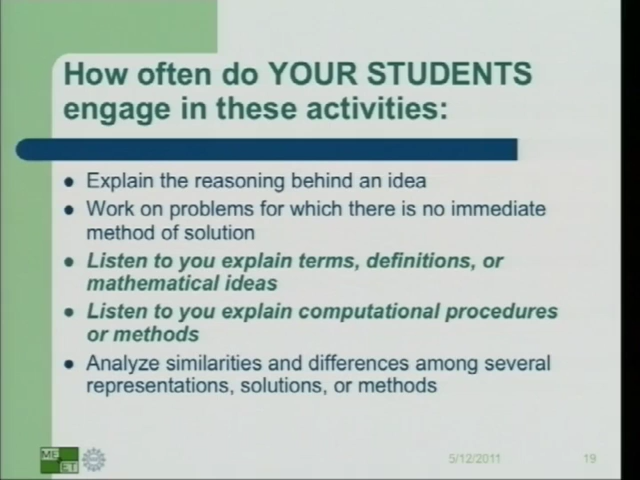 How often do YOUR STUDENTS
engage in these activities:
Explain the reasoning behind an idea
Work on problems for which there is no immediate
method of solution
Listen to you explain terms, definitions, or
mathematical ideas
Listen to you explain computational procedures
or methods
Analyze similarities and differences among several
representations, solutions, or methods
ME
ET
5/12/2011
19